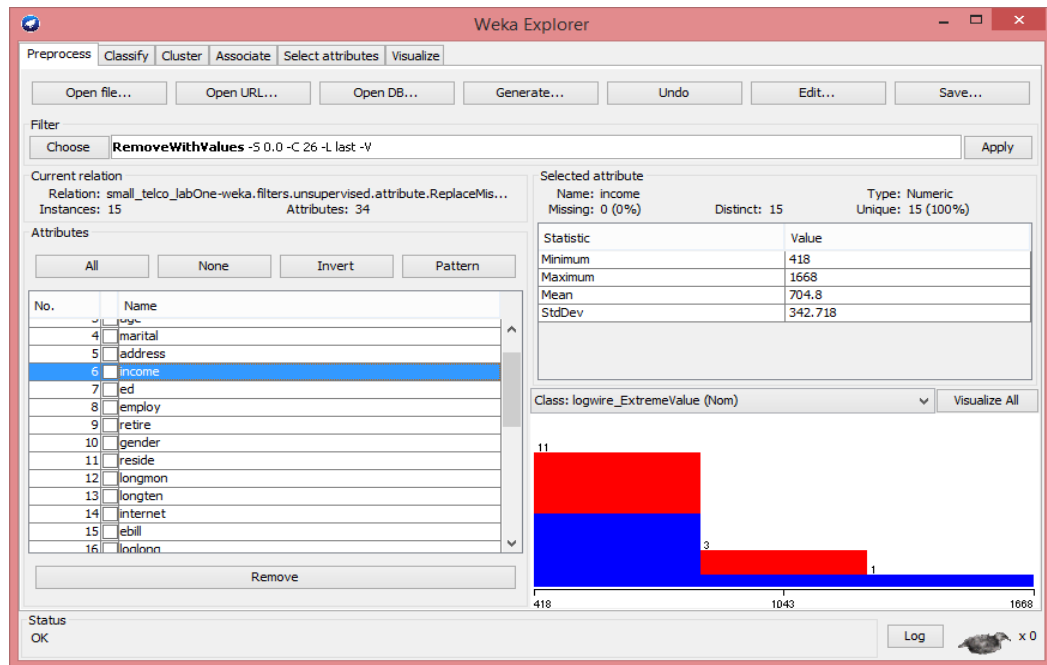 Weka Explorer
Preprocess Classify Cluster Associate Select attributes Visualize
Open file... Open URL... Open DB... Generate... Undo Edit... Save...
Filter
Choose RemoveWithValues -S 0.0 -C 26 -L last -V Apply
Current relation
Relation: small_telco_labOne-weka.filters.unsupervised.attribute.ReplaceMis...
Instances: 15 Attributes: 34
Attributes
All None Invert Pattern
No. Name
3 age
4 marital
5 address
6 income
7 ed
8 employ
9 retire
10 gender
11 reside
12 longmon
13 longten
14 internet
15 ebill
16 loglong
Remove
Selected attribute
Name: income Type: Numeric
Missing: 0 (0%) Distinct: 15 Unique: 15 (100%)
Statistic Value
Minimum 418
Maximum 1668
Mean 704.8
StdDev 342.718
Class: logwire_ExtremeValue (Nom) Visualize All
11
3
1
418 1043 1668
Status
OK Log x 0